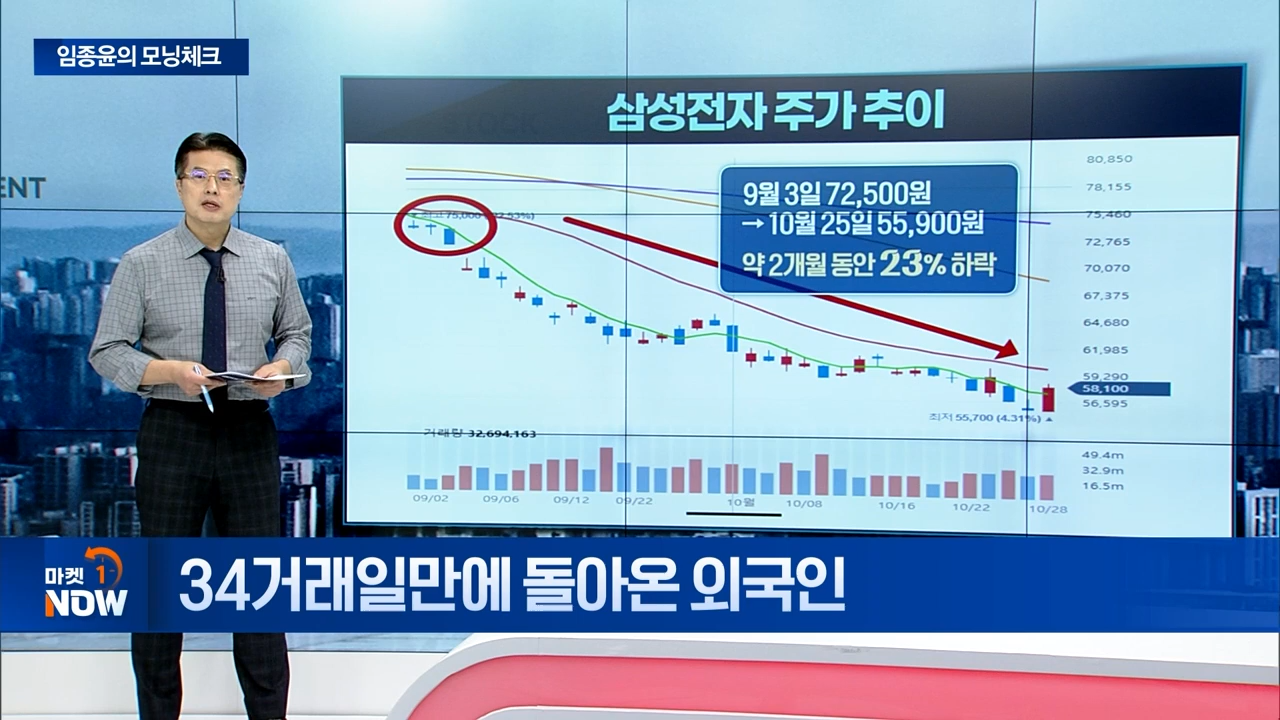 임종윤의 모닝체크
ENT
삼성전자 주가 추이
9월 3일 72,500원
→ 10월 25일 55,900원
약 2개월 동안 23% 하락
80,850
78,155
75,460
72,765
70,070
67,375
64,680
61,985
59,290
58,100
56,595
최저 55,700 (4.31%)
거래량 32,694,163
49.4m
32.9m
16.5m
09/02 09/06 09/12 09/22 10월 10/08 10/16 10/22 10/28
마켓 1
NOW
34거래일만에 돌아온 외국인